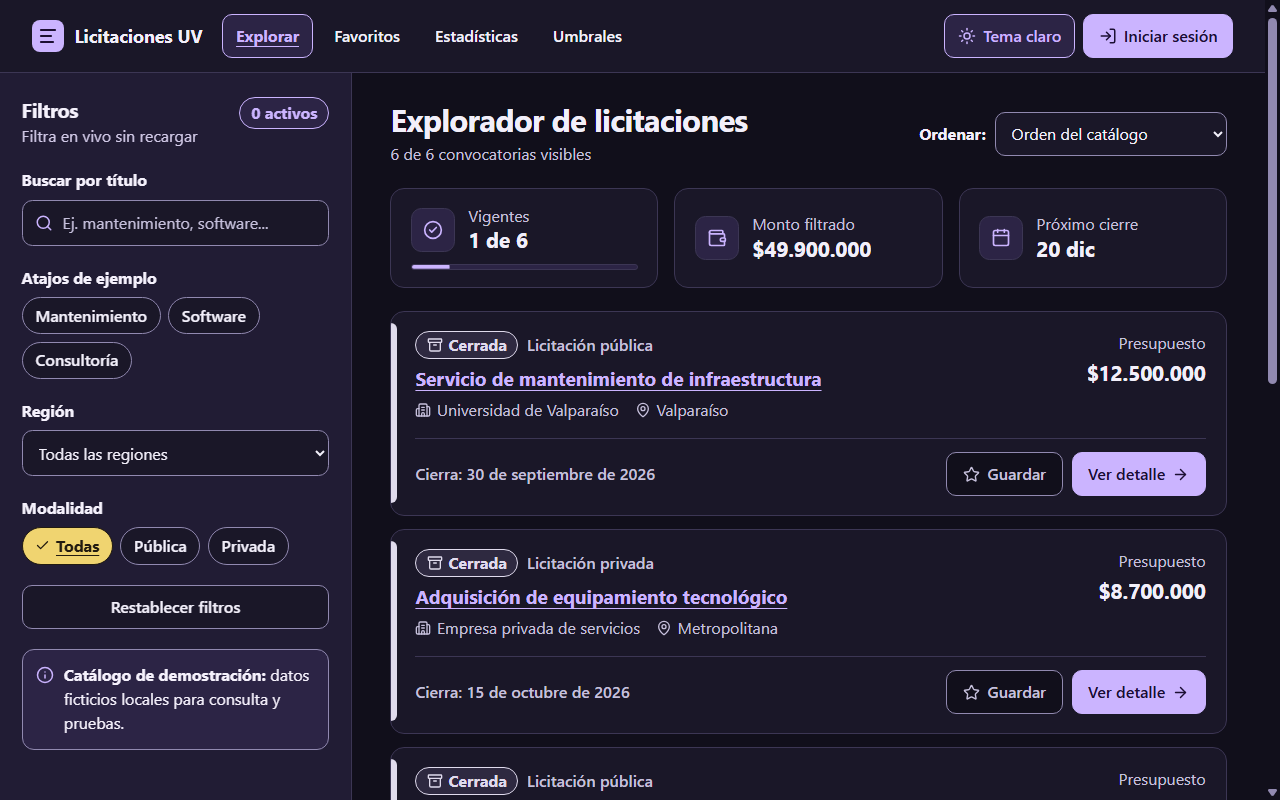 Licitaciones UV
Explorar
Favoritos
Estadísticas
Umbrales
Tema claro
Iniciar sesión
Filtros
0 activos
Filtra en vivo sin recargar
Buscar por título
Ej. mantenimiento, software...
Atajos de ejemplo
Mantenimiento
Software
Consultoría
Región
Todas las regiones
Modalidad
Todas
Pública
Privada
Restablecer filtros
Catálogo de demostración: datos
ficticios locales para consulta y
pruebas.
Explorador de licitaciones
6 de 6 convocatorias visibles
Ordenar:
Orden del catálogo
Vigentes
1 de 6
Monto filtrado
$49.900.000
Próximo cierre
20 dic
Cerrada
Licitación pública
Presupuesto
Servicio de mantenimiento de infraestructura
$12.500.000
Universidad de Valparaíso
Valparaíso
Cierra: 30 de septiembre de 2026
Guardar
Ver detalle
Cerrada
Licitación privada
Presupuesto
Adquisición de equipamiento tecnológico
$8.700.000
Empresa privada de servicios
Metropolitana
Cierra: 15 de octubre de 2026
Guardar
Ver detalle
Cerrada
Licitación pública
Presupuesto